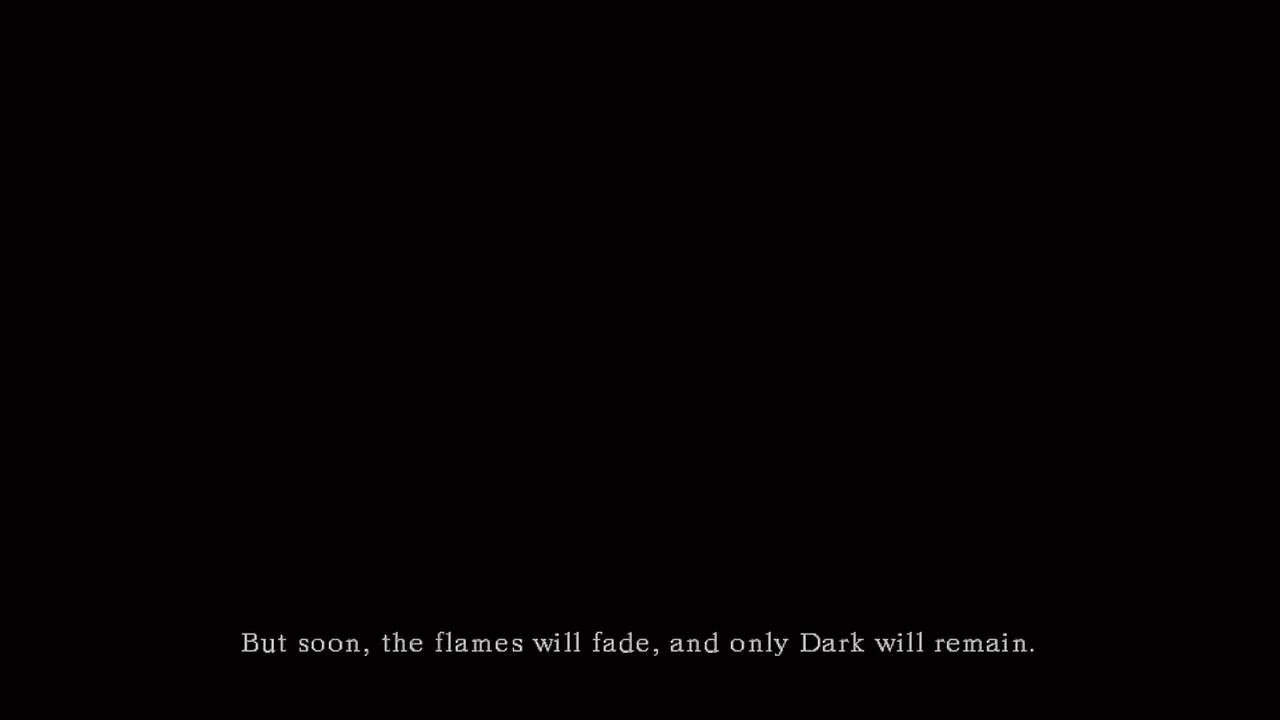 But soon, the flames will fade, and only Dark will remain.